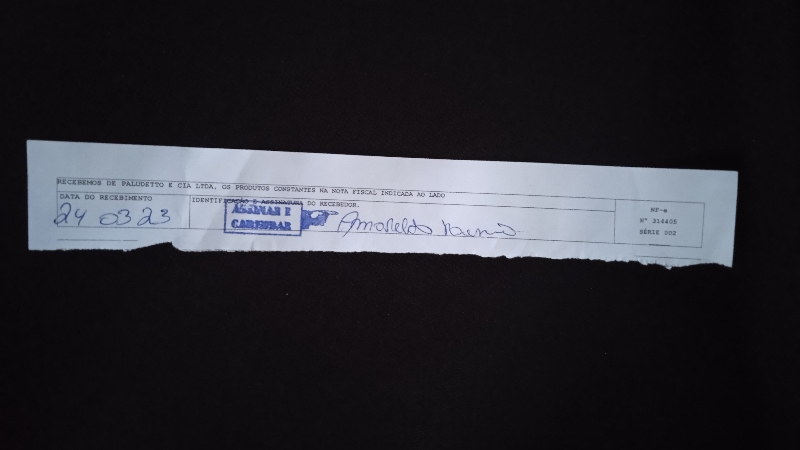 RECEBEMOS DE PALUDETTO E CIA LTDA, OS PRODUTOS CONSTANTES NA NOTA FISCAL INDICADA AO LADO
DATA DO RECEBIMENTO
24 03 23
IDENTIFICAÇÃO E ASSINATURA DO RECEBEDOR.
ASSINAR E
CARIMBAR
NF-e
Nº 214405
SÉRIE 002